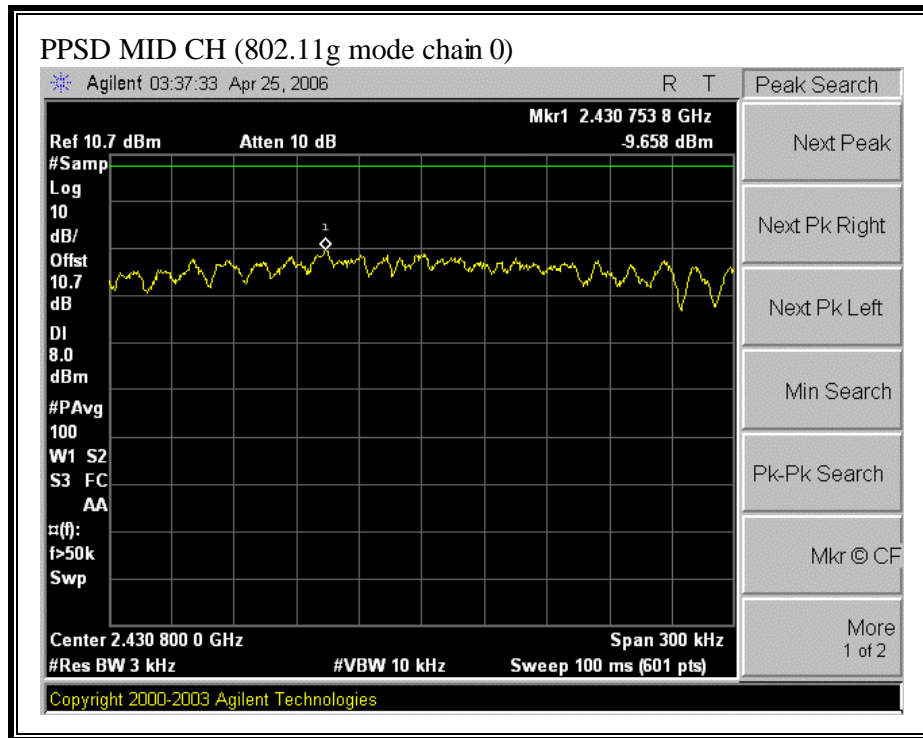 PPSD MID CH (802.11g mode chain 0)
Agilent 03:37:33 Apr 25, 2006 R T
Peak Search
Mkr1 2.430 753 8 GHz
Ref 10.7 dBm Atten 10 dB -9.658 dBm
#Samp
Log
10
dB/
Offst
10.7
dB
DI
8.0
dBm
#PAvg
100
W1 S2
S3 FC
AA
¤(f):
f>50k
Swp
1
Center 2.430 800 0 GHz Span 300 kHz
#Res BW 3 kHz #VBW 10 kHz Sweep 100 ms (601 pts)
Copyright 2000-2003 Agilent Technologies
Next Peak
Next Pk Right
Next Pk Left
Min Search
Pk-Pk Search
Mkr © CF
More
1 of 2